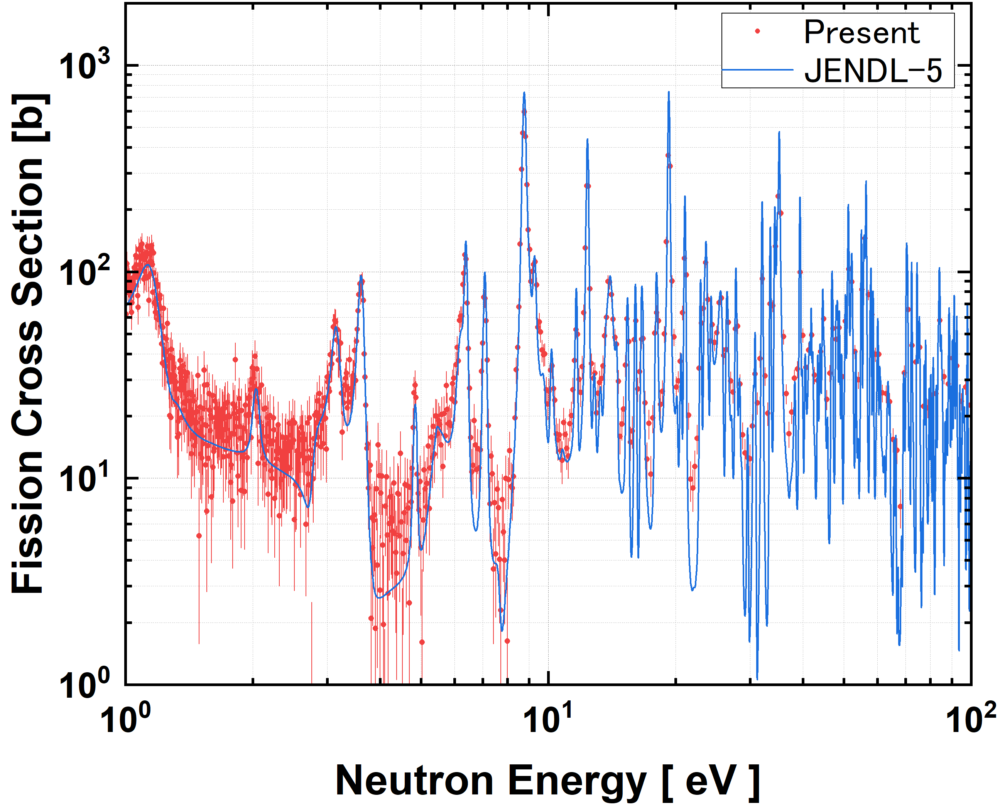 Present
JENDL-5
Fission Cross Section [b]
10³
10²
10¹
10⁰
10⁰ 10¹ 10²
Neutron Energy [ eV ]